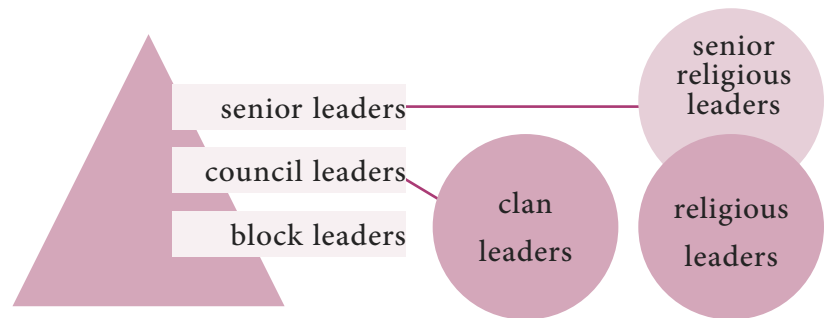 senior leaders
council leaders
block leaders
clan
leaders
senior
religious
leaders
religious
leaders